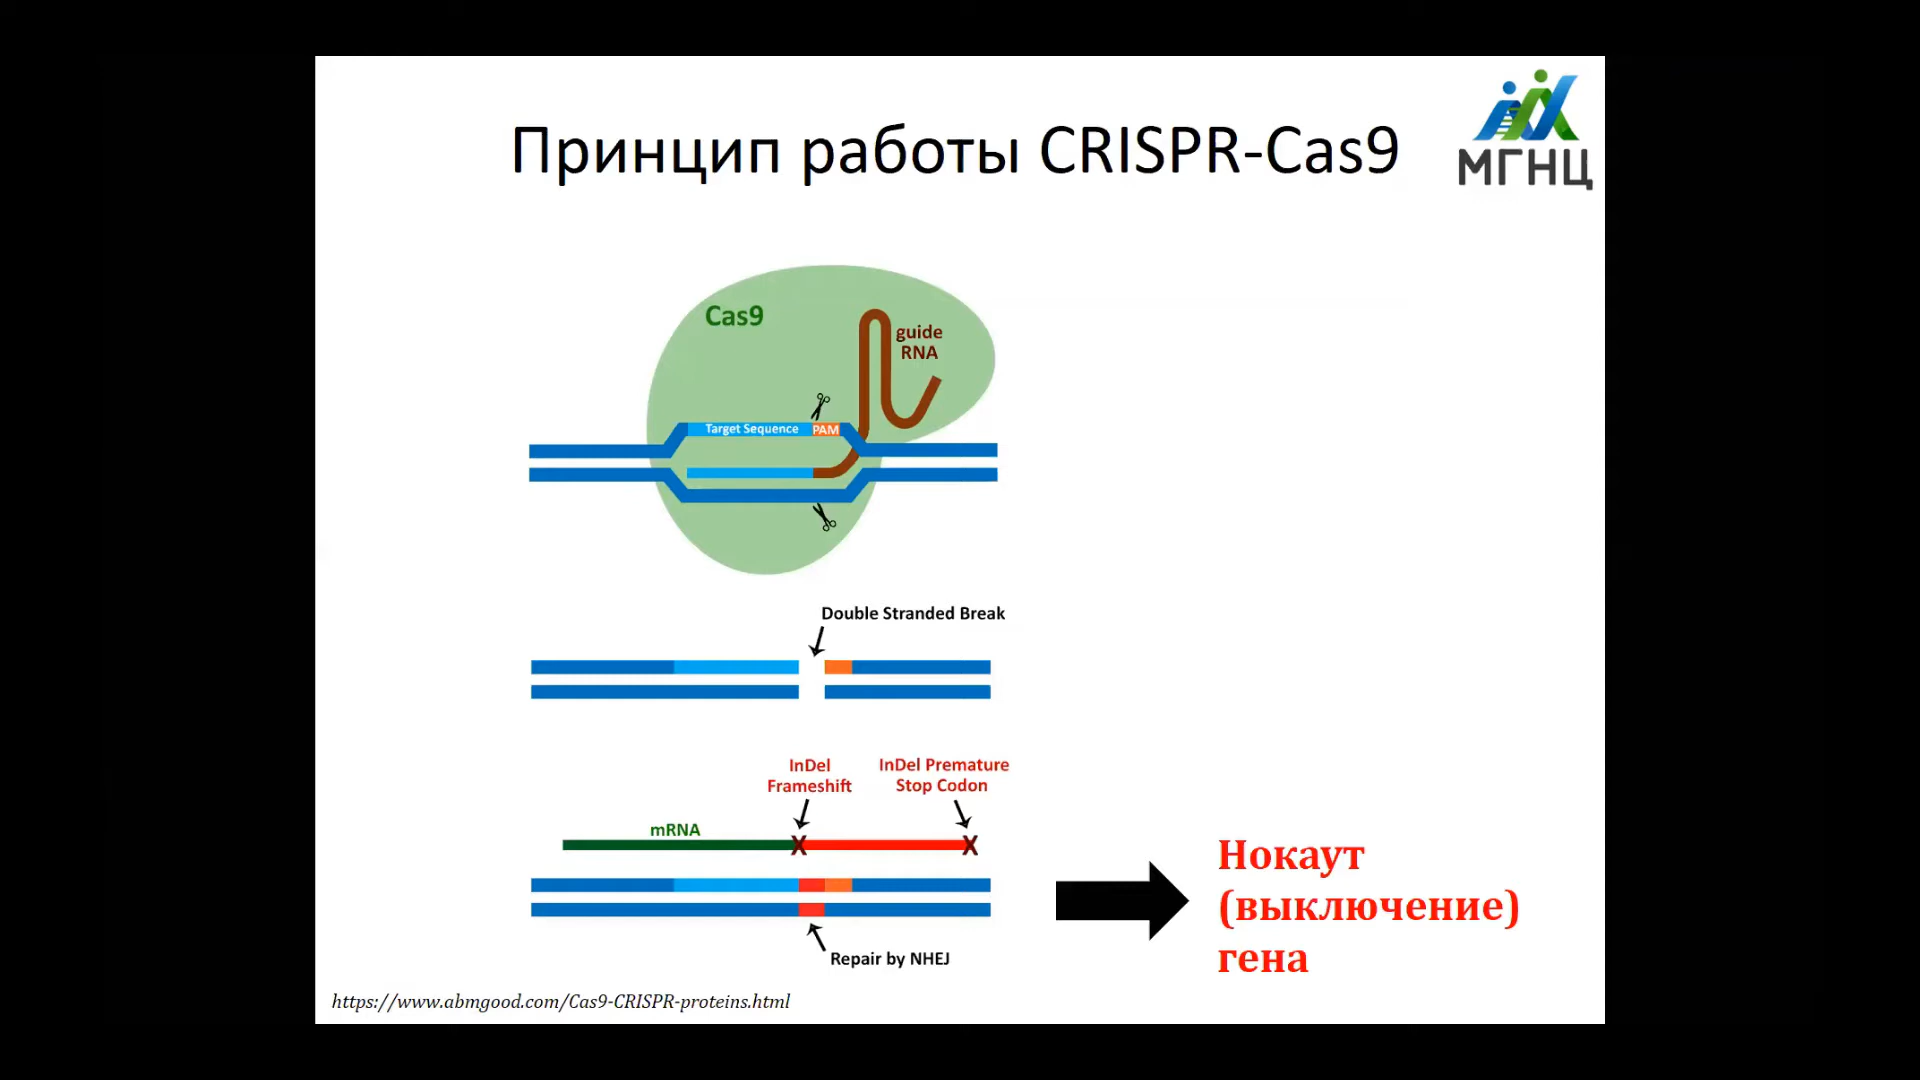 Принцип работы CRISPR-Cas9
МГНЦ
Cas9
guide
RNA
Target Sequence
PAM
Double Stranded Break
InDel
Frameshift
InDel Premature
Stop Codon
mRNA
X
X
Repair by NHEJ
Нокаут
(выключение)
гена
https://www.abmgood.com/Cas9-CRISPR-proteins.html